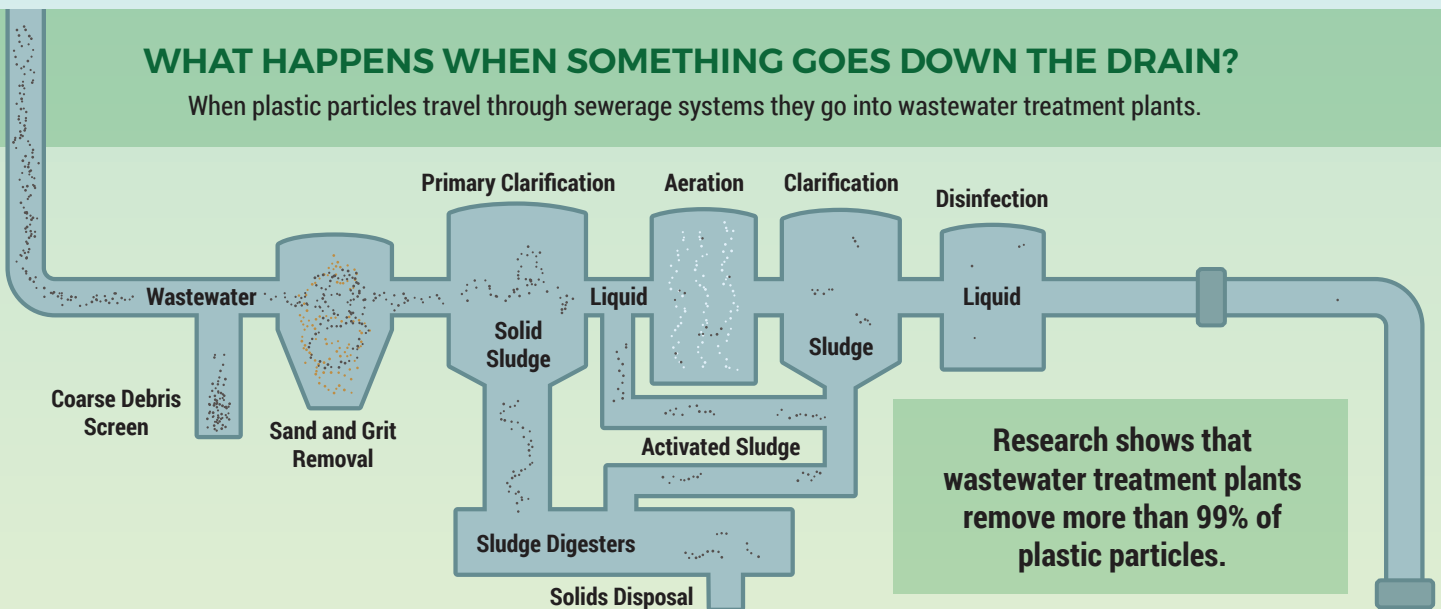 WHAT HAPPENS WHEN SOMETHING GOES DOWN THE DRAIN?
When plastic particles travel through sewerage systems they go into wastewater treatment plants.
Primary Clarification
Aeration
Clarification
Disinfection
Wastewater
Liquid
Liquid
Solid
Sludge
Sludge
Coarse Debris
Screen
Sand and Grit
Removal
Activated Sludge
Sludge Digesters
Solids Disposal
Research shows that
wastewater treatment plants
remove more than 99% of
plastic particles.